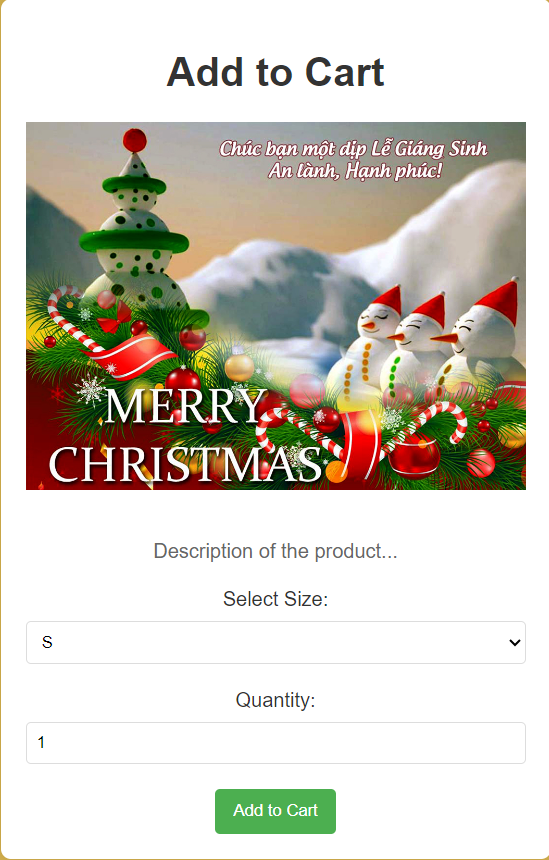 Add to Cart
Chúc bạn một dịp Lễ Giáng Sinh
An lành, Hạnh phúc!
MERRY
CHRISTMAS
Description of the product...
Select Size:
S
Quantity:
1
Add to Cart